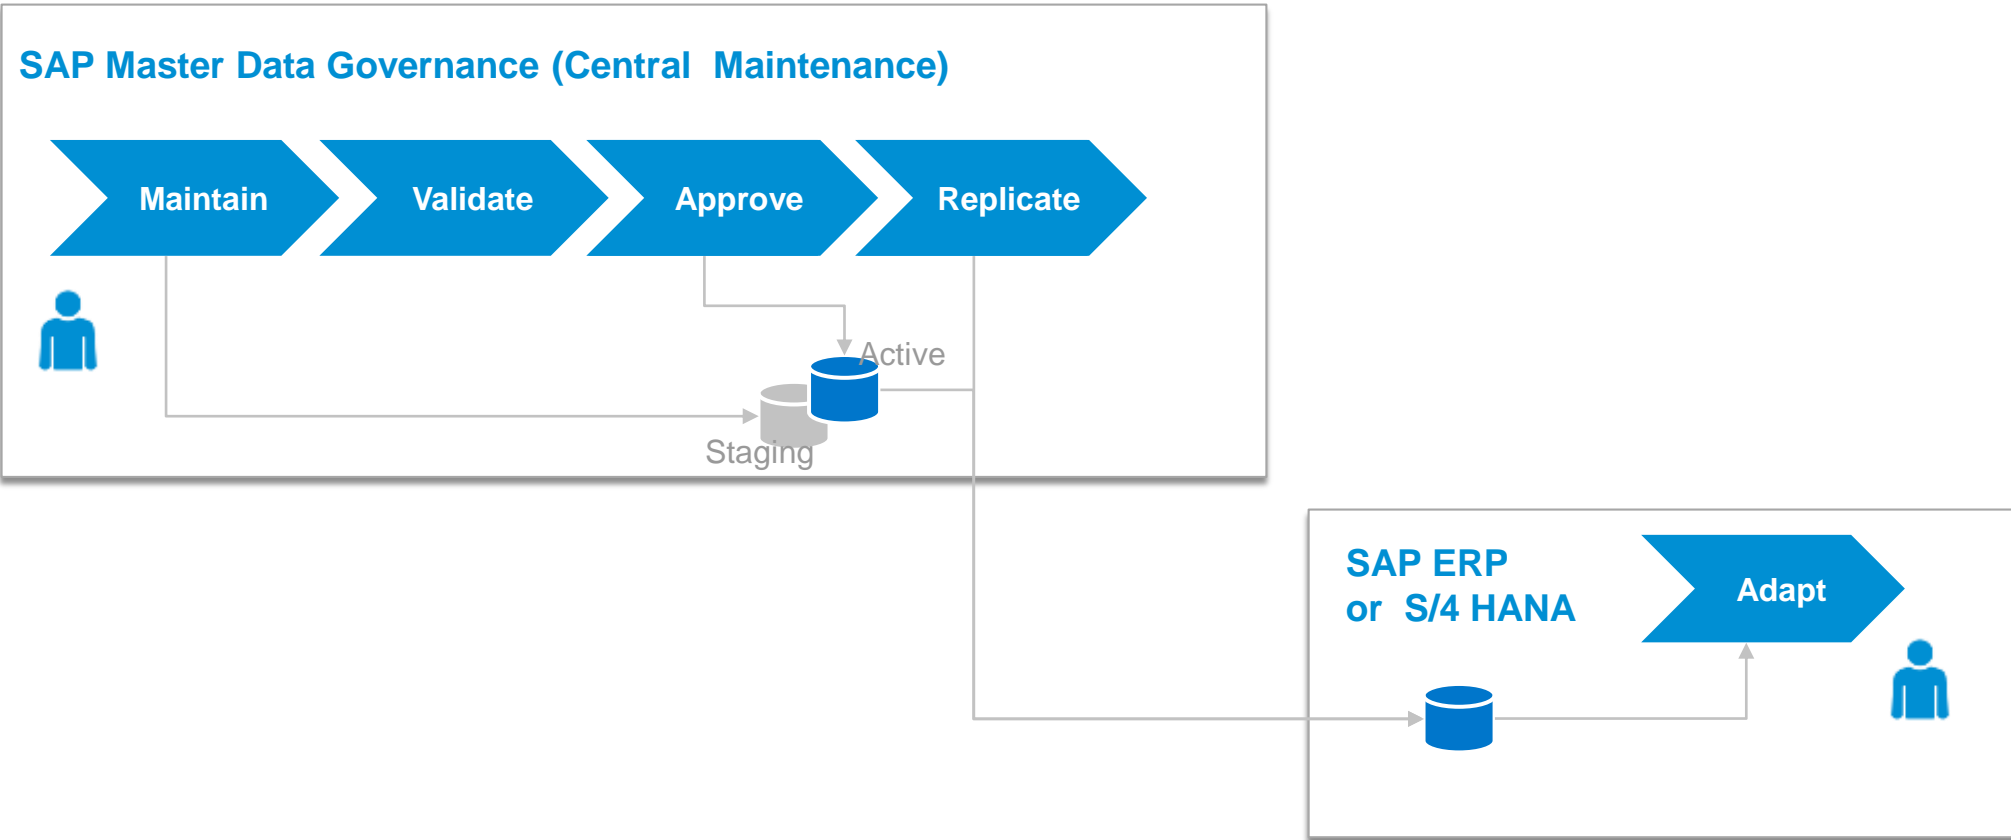 SAP Master Data Governance (Central  Maintenance)
Maintain
Validate
Approve
Replicate
Active
Staging
SAP ERP
or  S/4 HANA
Adapt